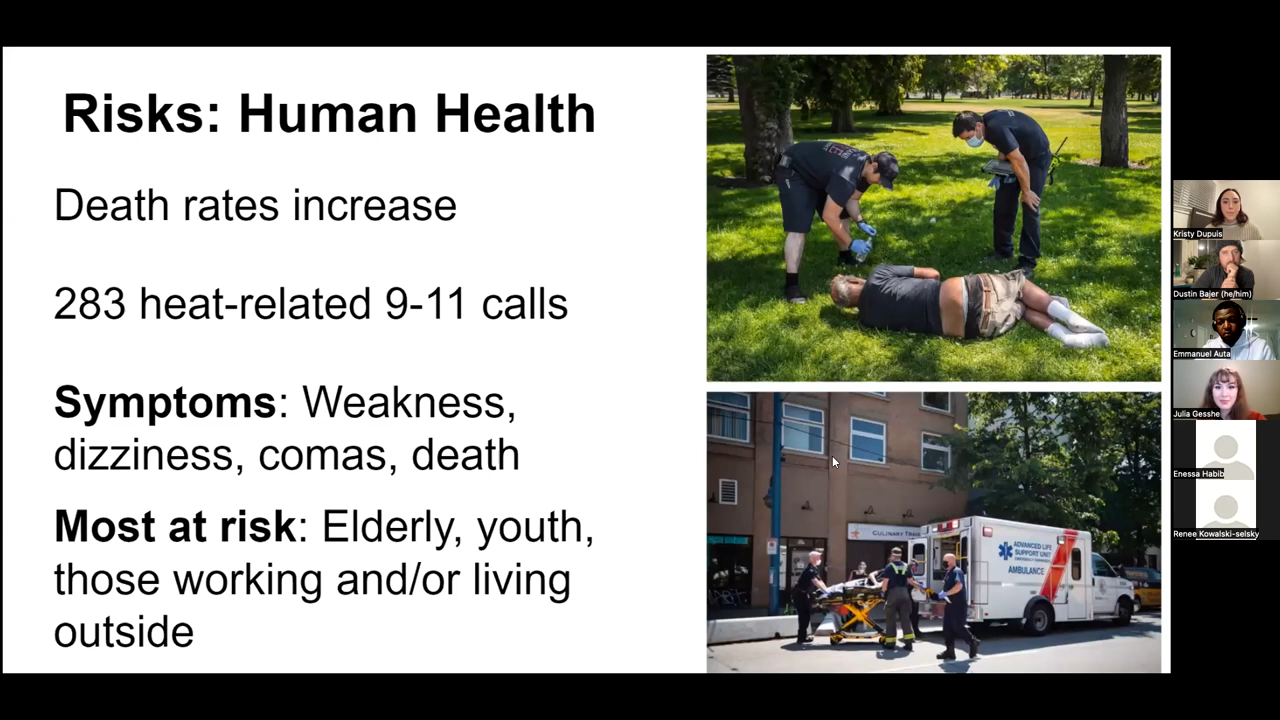 Risks: Human Health
Death rates increase
283 heat-related 9-11 calls
Symptoms: Weakness,
dizziness, comas, death
Most at risk: Elderly, youth,
those working and/or living
outside
CULINARY
ADVANCED LIFE
SUPPORT UNIT
AMBULANCE
Kristy Dupuis
Dustin Bajer (he/him)
Emmanuel Auta
Julia Gesshe
Enessa Habib
Renee Kowalski-selsky